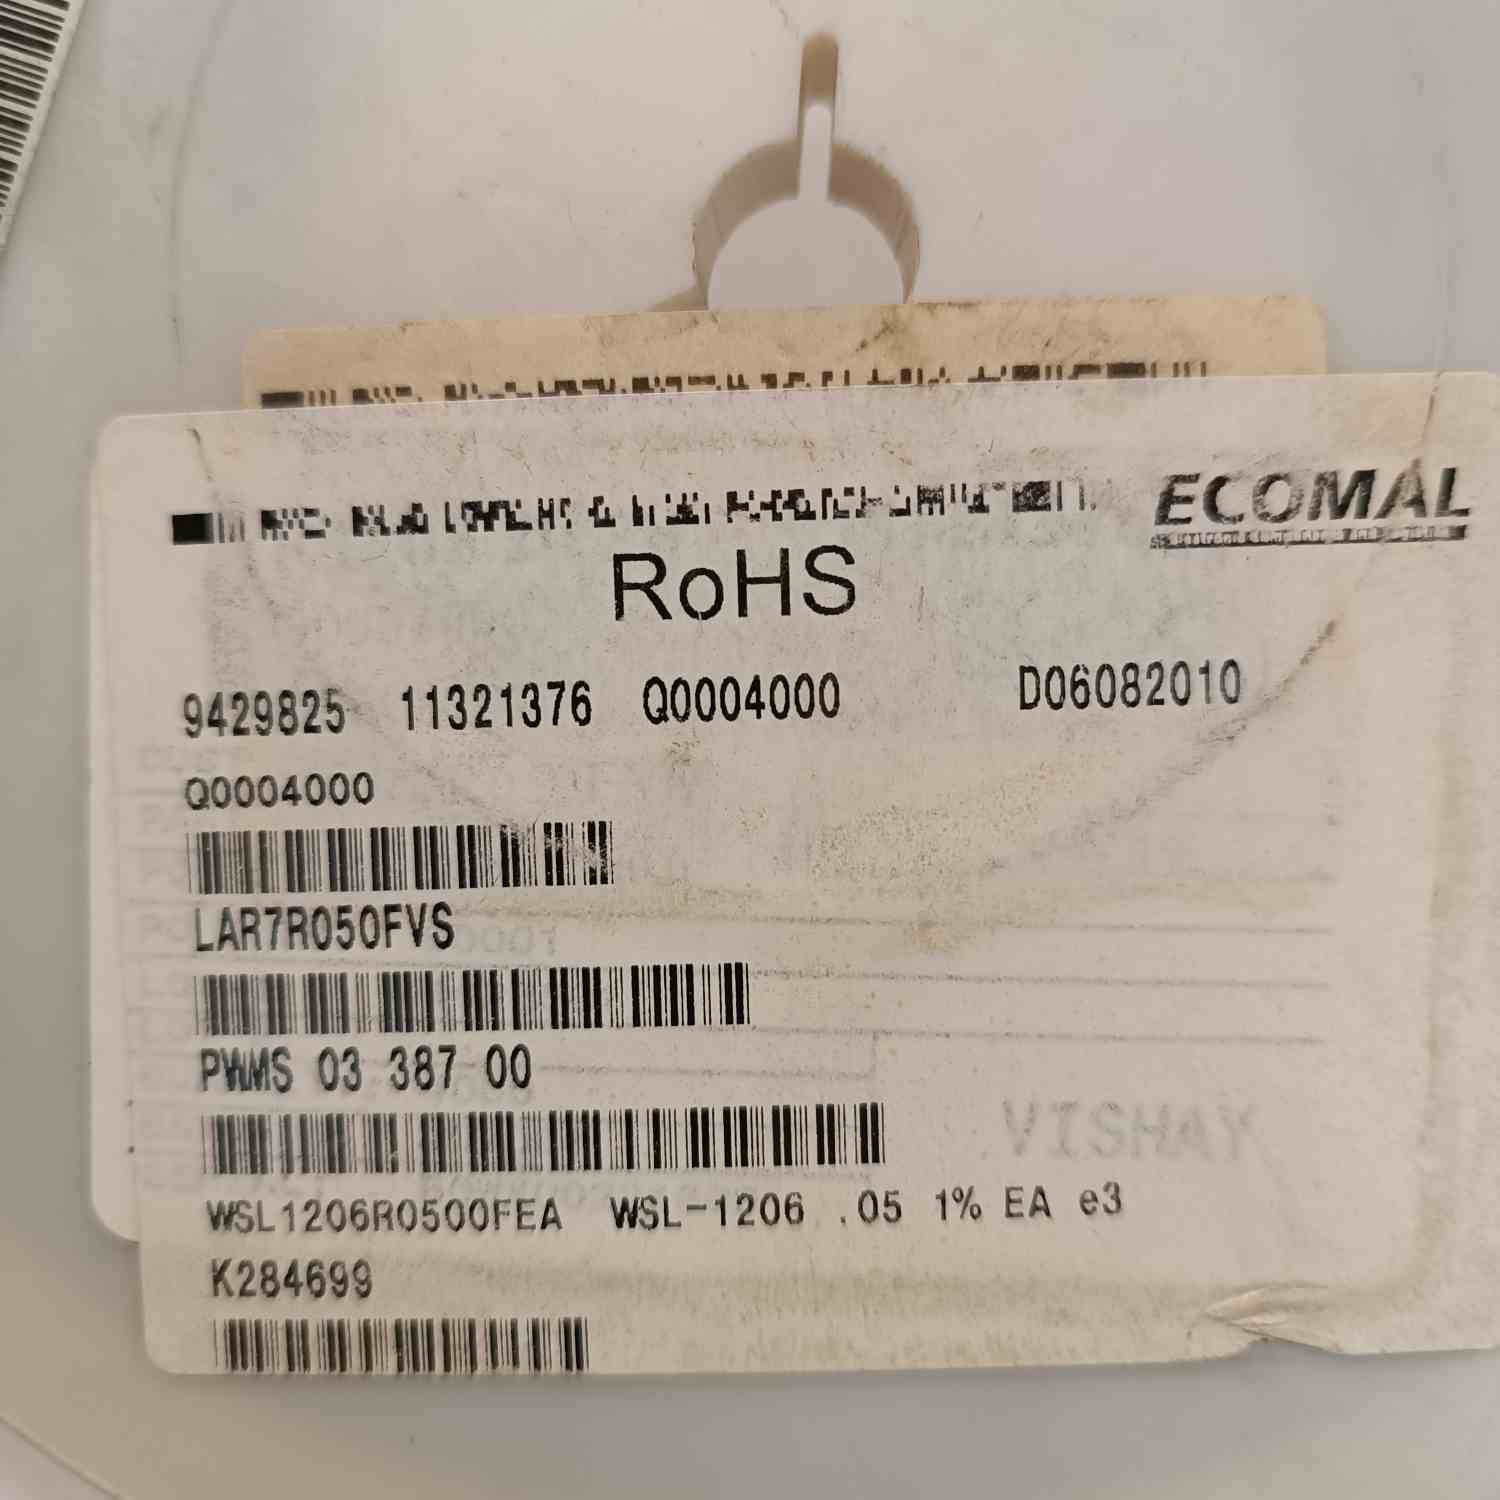 ECOMAL
RoHS
9429825 11321376 Q0004000 D06082010
Q0004000
LAR7R050FVS
PWMS 03 387 00
VISHAY
WSL1206R0500FEA WSL-1206 .05 1% EA e3
K284699